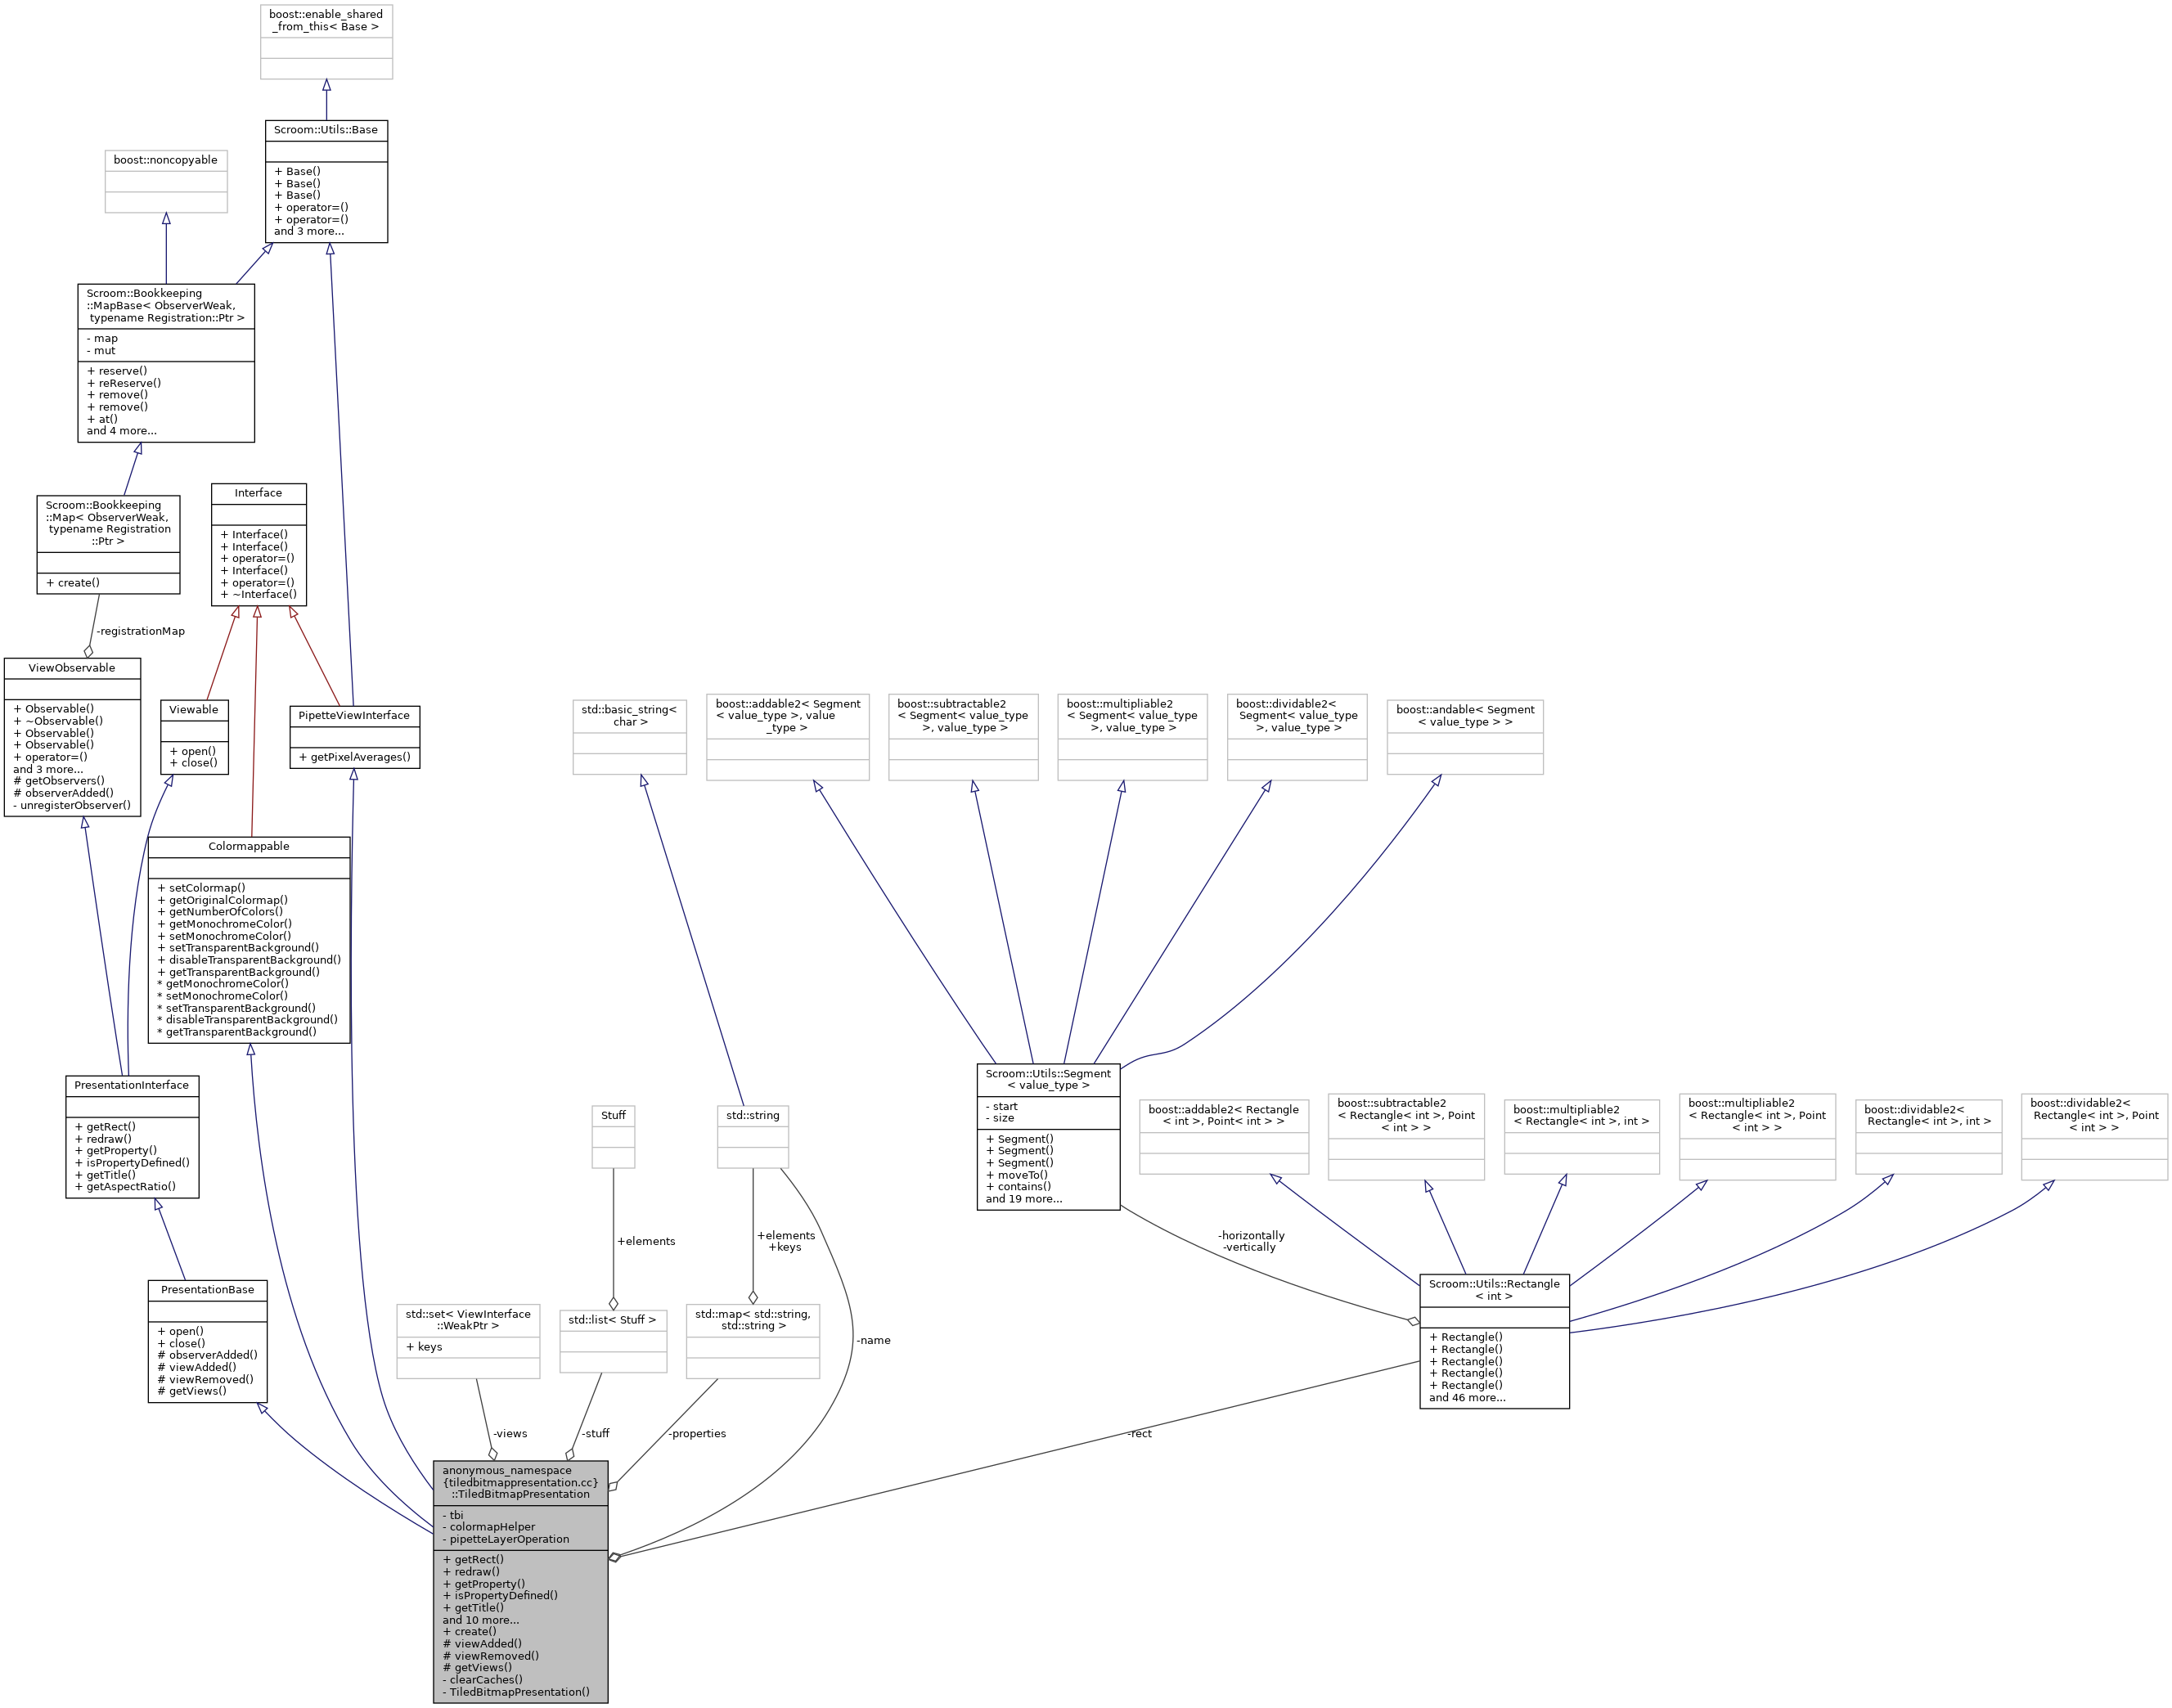 boost::enable_shared
_from_this< Base >
Scroom::Utils::Base
+ Base()
+ Base()
+ Base()
+ operator=()
+ operator=()
and 3 more...
boost::noncopyable
Scroom::Bookkeeping
::MapBase< ObserverWeak,
typename Registration::Ptr >
- map
- mut
+ reserve()
+ reReserve()
+ remove()
+ remove()
+ at()
and 4 more...
Scroom::Bookkeeping
::Map< ObserverWeak,
typename Registration
::Ptr >
+ create()
Interface
+ Interface()
+ Interface()
+ operator=()
+ Interface()
+ operator=()
+ ~Interface()
-registrationMap
ViewObservable
+ Observable()
+ ~Observable()
+ Observable()
+ Observable()
+ operator=()
and 3 more...
# getObservers()
# observerAdded()
- unregisterObserver()
Viewable
+ open()
+ close()
PipetteViewInterface
+ getPixelAverages()
std::basic_string<
char >
boost::addable2< Segment
< value_type >, value
_type >
boost::subtractable2
< Segment< value_type
>, value_type >
boost::multipliable2
< Segment< value_type
>, value_type >
boost::dividable2<
Segment< value_type
>, value_type >
boost::andable< Segment
< value_type > >
Colormappable
+ setColormap()
+ getOriginalColormap()
+ getNumberOfColors()
+ getMonochromeColor()
+ setMonochromeColor()
+ setTransparentBackground()
+ disableTransparentBackground()
+ getTransparentBackground()
* getMonochromeColor()
* setMonochromeColor()
* setTransparentBackground()
* disableTransparentBackground()
* getTransparentBackground()
PresentationInterface
+ getRect()
+ redraw()
+ getProperty()
+ isPropertyDefined()
+ getTitle()
+ getAspectRatio()
Stuff
std::string
Scroom::Utils::Segment
< value_type >
- start
- size
+ Segment()
+ Segment()
+ Segment()
+ moveTo()
+ contains()
and 19 more...
boost::addable2< Rectangle
< int >, Point< int > >
boost::subtractable2
< Rectangle< int >, Point
< int > >
boost::multipliable2
< Rectangle< int >, int >
boost::multipliable2
< Rectangle< int >, Point
< int > >
boost::dividable2<
Rectangle< int >, int >
boost::dividable2<
Rectangle< int >, Point
< int > >
+elements
+elements
+keys
-horizontally
-vertically
PresentationBase
+ open()
+ close()
# observerAdded()
# viewAdded()
# viewRemoved()
# getViews()
std::set< ViewInterface
::WeakPtr >
+ keys
std::list< Stuff >
std::map< std::string,
std::string >
-name
Scroom::Utils::Rectangle
< int >
+ Rectangle()
+ Rectangle()
+ Rectangle()
+ Rectangle()
+ Rectangle()
and 46 more...
-views
-stuff
-properties
-rect
anonymous_namespace
{tiledbitmappresentation.cc}
::TiledBitmapPresentation
- tbi
- colormapHelper
- pipetteLayerOperation
+ getRect()
+ redraw()
+ getProperty()
+ isPropertyDefined()
+ getTitle()
and 10 more...
+ create()
# viewAdded()
# viewRemoved()
# getViews()
- clearCaches()
- TiledBitmapPresentation()